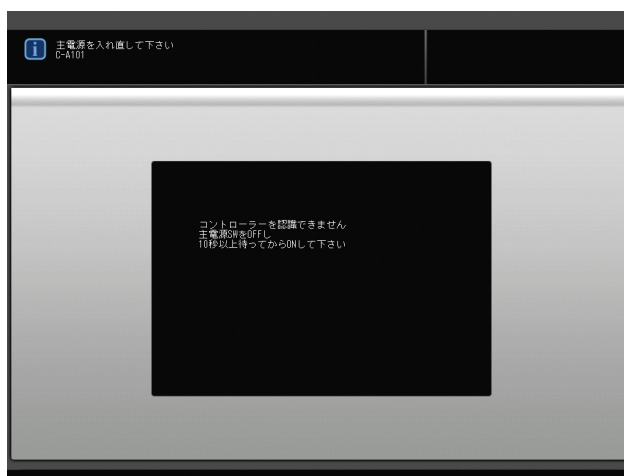 主電源を入れ直して下さい
C-A101
コントローラーを認識できません
主電源SWをOFFし
10秒以上待ってからONして下さい